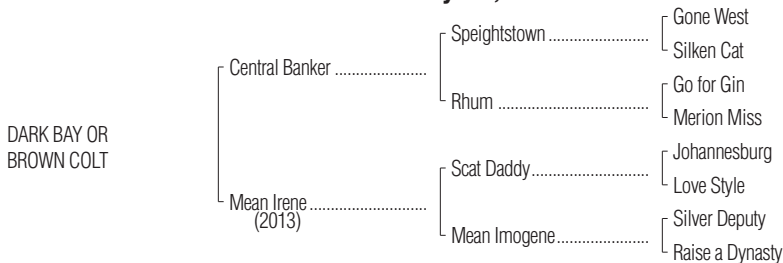 Gone West
Speightstown
Silken Cat
Central Banker
Go for Gin
Rhum
Merion Miss
DARK BAY OR
BROWN COLT
Johannesburg
Scat Daddy
Love Style
Mean Irene
(2013)
Silver Deputy
Mean Imogene
Raise a Dynasty